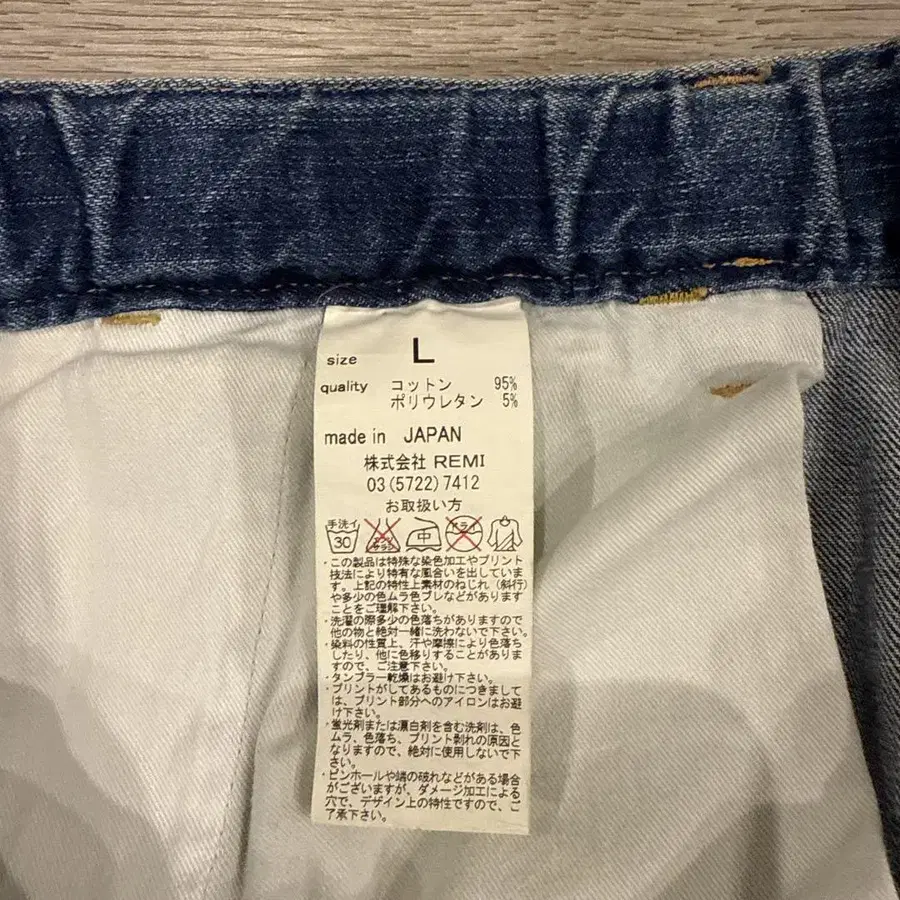 size L
quality コットン 95%
ポリウレタン 5%
made in JAPAN
株式会社 REMI
03(5722)7412
お取扱い方
手洗イ 30 エンソサラシ 中 ドライ
・この製品は特殊な染色加工やプリント
技法により特有な風合いを出していま
す。上記の特性上素材のねじれ(斜行)
や多少の色ムラ色ブレなどがあります
ことをご理解下さい。
・洗濯の際多少の色落ちがありますので
他の物と絶対一緒に洗わないで下さい。
・染料の性質上、汗や摩擦により色落ち
したり、他に色移りすることがありま
すので、ご注意下さい。
・タンブラー乾燥はお避け下さい。
・プリントがしてあるものにつきまして
は、プリント部分へのアイロンはお避
け下さい。
・蛍光剤または漂白剤を含む洗剤は、色
ムラ、色落ち、プリント剥れの原因と
なりますので、絶対に使用しないで下
さい。
・ピンホールや端の破れなどがある場合
がございますが、ダメージ加工による
穴で、デザイン上の特性ですので、ご
了承下さい。